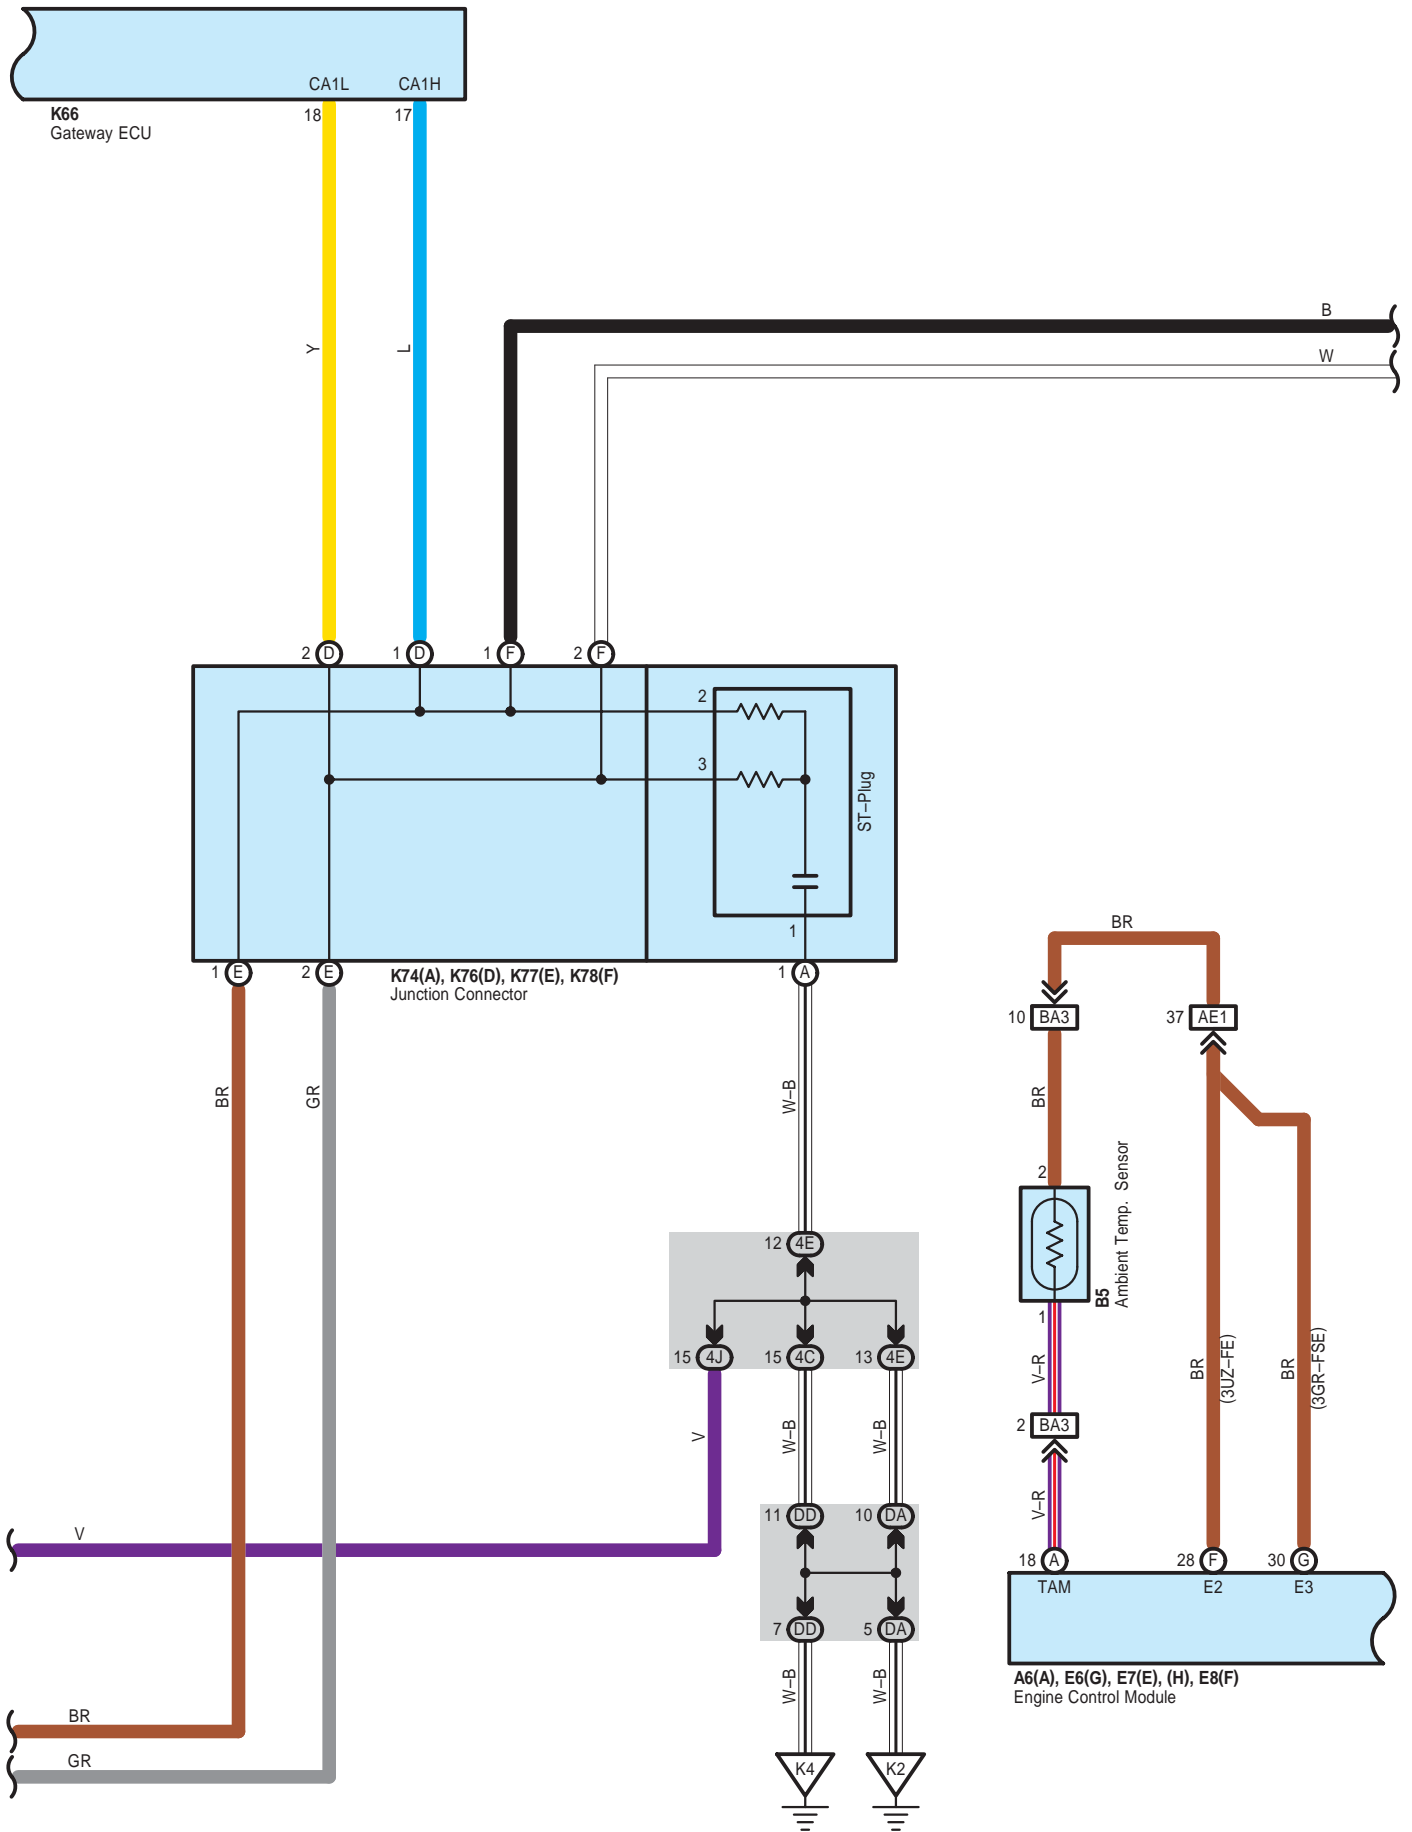 CA1L CA1H
K66
Gateway ECU
18 17
B
W
Y L
2 D 1 D 1 F 2 F
2
3
ST–Plug
1
1 E 2 E 1 A
K74(A), K76(D), K77(E), K78(F)
Junction Connector
BR
10 BA3 37 AE1
BR GR W–B BR
2
B5
Ambient Temp. Sensor
1
12 4E
15 4J 15 4C 13 4E
V–R BR (3UZ–FE) BR (3GR–FSE)
2 BA3
V W–B W–B
V–R
11 DD 10 DA
V
18 A 28 F 30 G
TAM E2 E3
7 DD 5 DA
W–B W–B
A6(A), E6(G), E7(E), (H), E8(F)
Engine Control Module
BR
GR
K4 K2